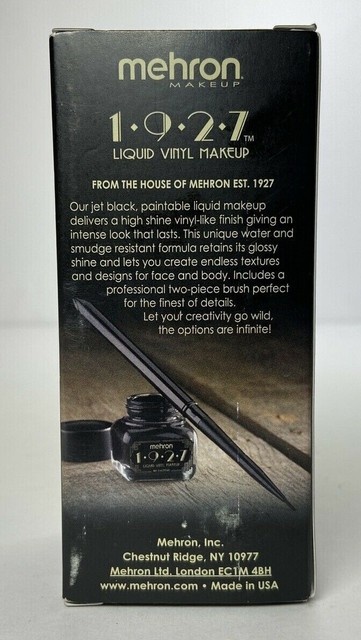 mehron.
MAKEUP
1•9•2•7™
LIQUID VINYL MAKEUP
FROM THE HOUSE OF MEHRON EST. 1927
Our jet black, paintable liquid makeup
delivers a high shine vinyl-like finish giving an
intense look that lasts. This unique water and
smudge resistant formula retains its glossy
shine and lets you create endless textures
and designs for face and body. Includes a
professional two-piece brush perfect
for the finest of details.
Let your creativity go wild,
the options are infinite!
mehron
1•9•2•7
LIQUID VINYL MAKEUP
Mehron, Inc.
Chestnut Ridge, NY 10977
Mehron Ltd. London EC1M 4BH
www.mehron.com • Made in USA